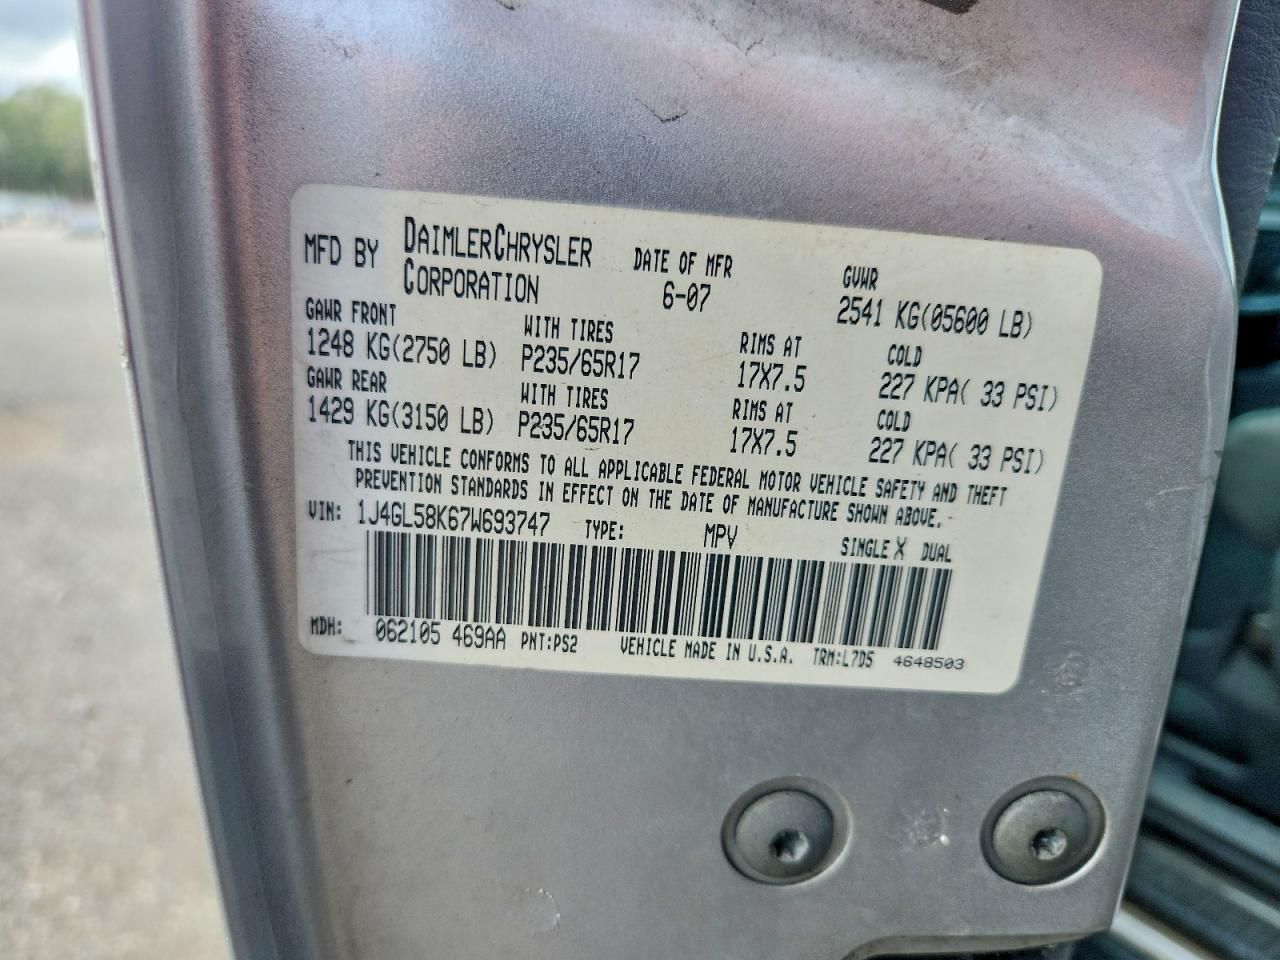 MFD BY DAIMLERCHRYSLER CORPORATION DATE OF MFR 6-07 GVWR 2541 KG(05600 LB)
GAWR FRONT WITH TIRES RIMS AT COLD
1248 KG(2750 LB) P235/65R17 17X7.5 227 KPA( 33 PSI)
GAWR REAR WITH TIRES RIMS AT COLD
1429 KG(3150 LB) P235/65R17 17X7.5 227 KPA( 33 PSI)
THIS VEHICLE CONFORMS TO ALL APPLICABLE FEDERAL MOTOR VEHICLE SAFETY AND THEFT
PREVENTION STANDARDS IN EFFECT ON THE DATE OF MANUFACTURE SHOWN ABOVE.
VIN: 1J4GL58K67W693747 TYPE: MPV SINGLE X DUAL
MDH: 062105 469AA PNT:PS2 VEHICLE MADE IN U.S.A. TRM:L7D5 4648503